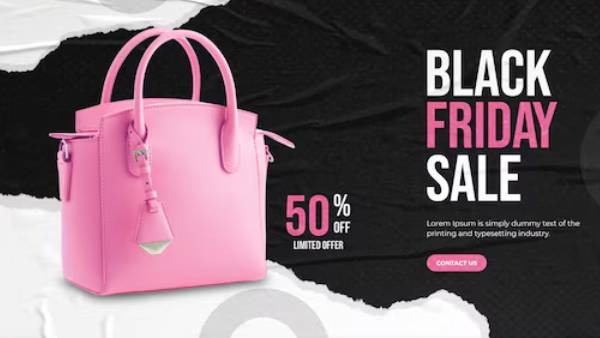 BLACK
FRIDAY
SALE
50% OFF
LIMITED OFFER
Lorem Ipsum is simply dummy text of the
printing and typesetting industry.
CONTACT US